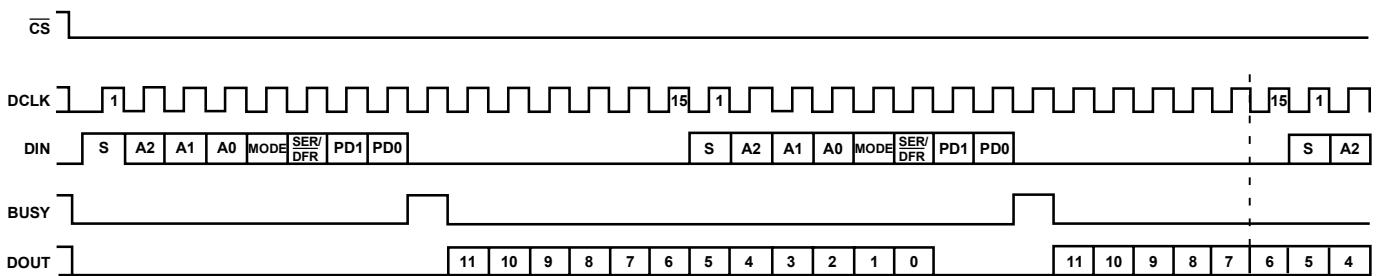 CS
DCLK 1 15 1 15 1
DIN S A2 A1 A0 MODE SER/DFR PD1 PD0 S A2 A1 A0 MODE SER/DFR PD1 PD0 S A2
BUSY
DOUT 11 10 9 8 7 6 5 4 3 2 1 0 11 10 9 8 7 6 5 4